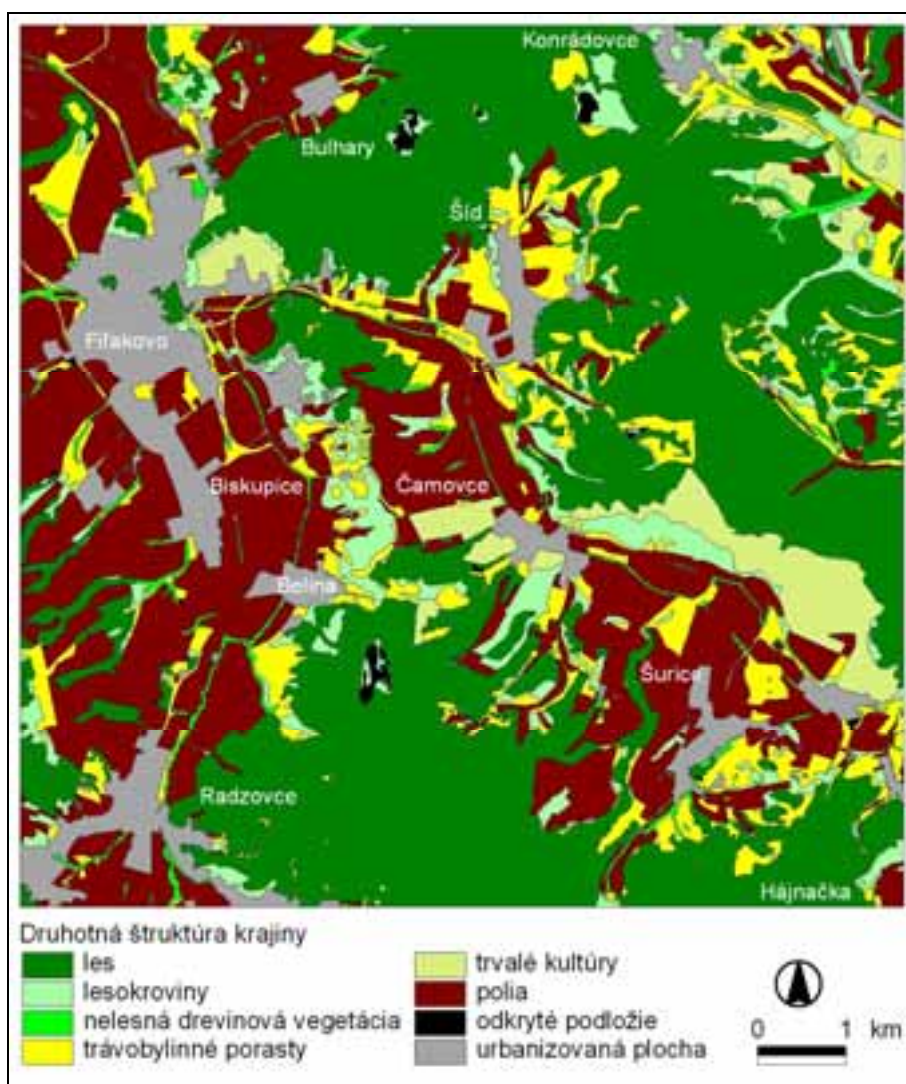 Konrádovce
Bulhary
Šíd
Fiľakovo
Biskupice
Čamovce
Belina
Šurice
Radzovce
Hájnačka
Druhotná štruktúra krajiny
les
lesokroviny
nelesná drevinová vegetácia
trávobylinné porasty
trvalé kultúry
polia
odkryté podložie
urbanizovaná plocha
0 1 km